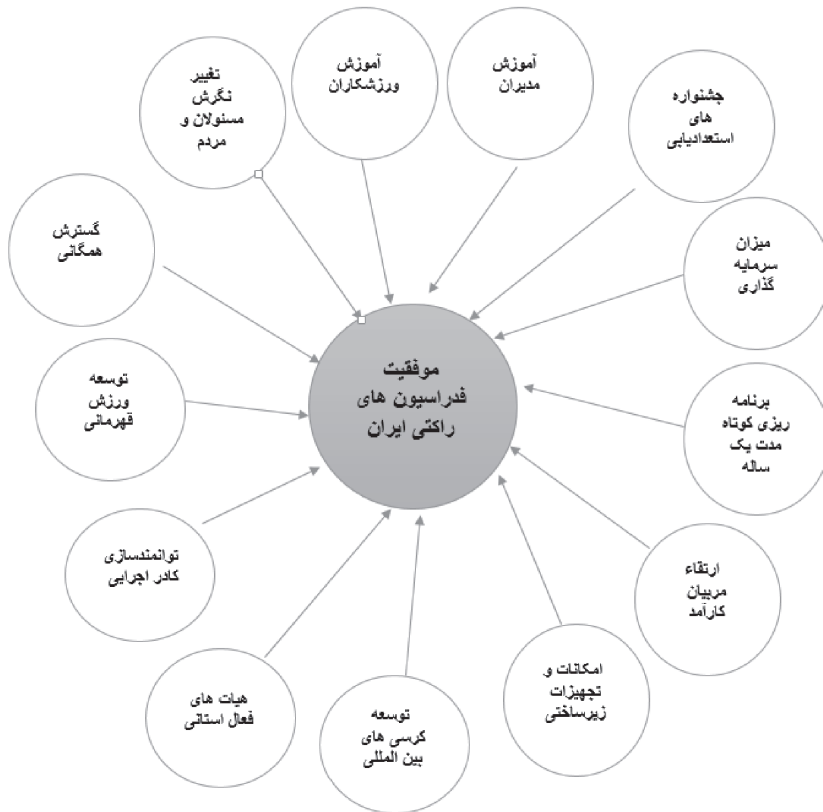 آموزش
مدیران
آموزش
ورزشکاران
تغییر
نگرش
مسئولان و
مردم
جشنواره
های
استعدادیابی
گسترش
همگانی
میزان
سرمایه
گذاری
موفقیت
فدراسیون های
راکتی ایران
توسعه
ورزش
قهرمانی
برنامه
ریزی کوتاه
مدت یک
ساله
توانمندسازی
کادر اجرایی
ارتقاء
مربیان
کارآمد
هیات های
فعال استانی
توسعه
کرسی های
بین المللی
امکانات و
تجهیزات
زیرساختی